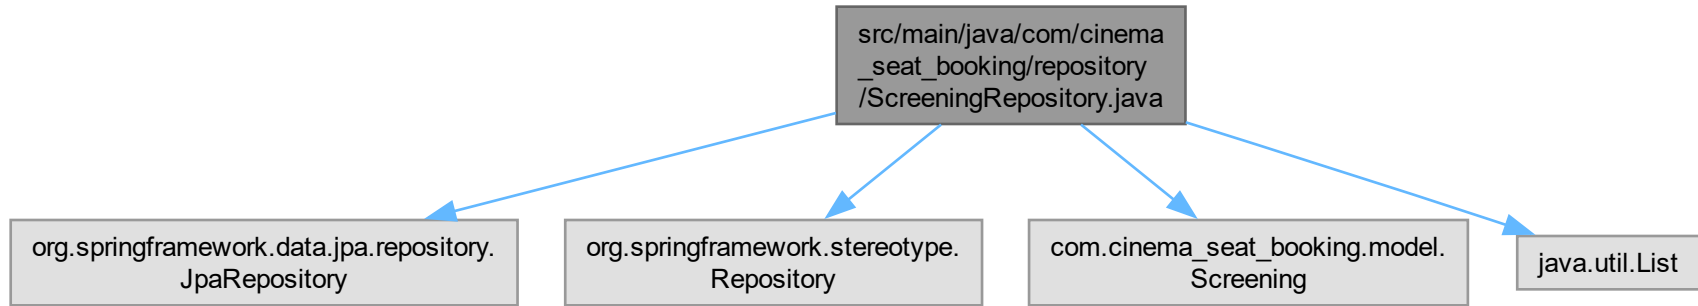 src/main/java/com/cinema
_seat_booking/repository
/ScreeningRepository.java
org.springframework.data.jpa.repository.
JpaRepository
org.springframework.stereotype.
Repository
com.cinema_seat_booking.model.
Screening
java.util.List